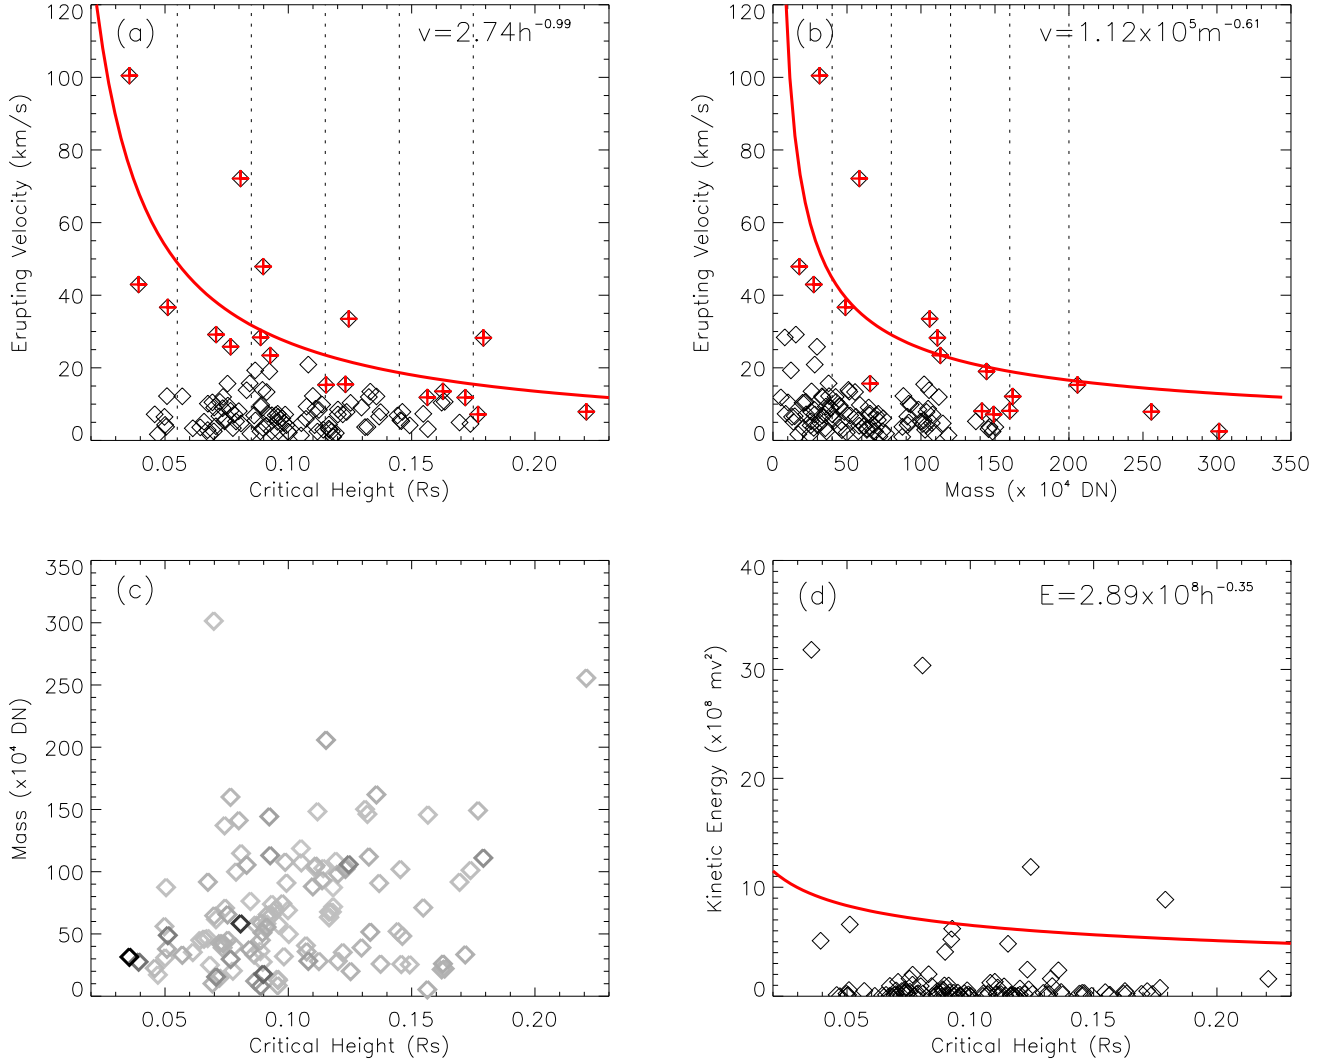 (a)
v=2.74h^-0.99
120
100
80
60
40
20
0
Erupting Velocity (km/s)
0.05 0.10 0.15 0.20
Critical Height (Rs)
(b)
v=1.12x10^5m^-0.61
120
100
80
60
40
20
0
Erupting Velocity (km/s)
0 50 100 150 200 250 300 350
Mass (x 10^4 DN)
(c)
350
300
250
200
150
100
50
0
Mass (x10^4 DN)
0.05 0.10 0.15 0.20
Critical Height (Rs)
(d)
E=2.89x10^8h^-0.35
40
30
20
10
0
Kinetic Energy (x10^8 mv^2)
0.05 0.10 0.15 0.20
Critical Height (Rs)